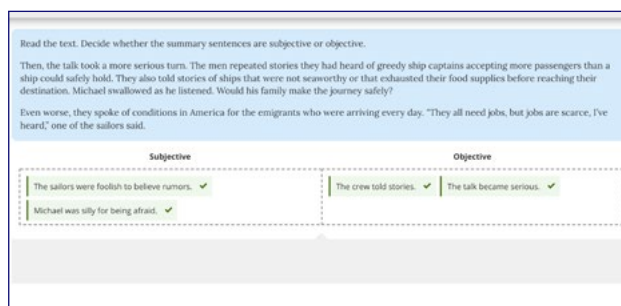 Read the text. Decide whether the summary sentences are subjective or objective.
Then, the talk took a more serious turn. The men repeated stories they had heard of greedy ship captains accepting more passengers than a
ship could safely hold. They also told stories of ships that were not seaworthy or that exhausted their food supplies before reaching their
destination. Michael swallowed as he listened. Would his family make the journey safely?
Even worse, they spoke of conditions in America for the emigrants who were arriving every day. "They all need jobs, but jobs are scarce, I've
heard," one of the sailors said.
Subjective Objective
The sailors were foolish to believe rumors. ✔ The crew told stories. ✔ The talk became serious. ✔
Michael was silly for being afraid. ✔